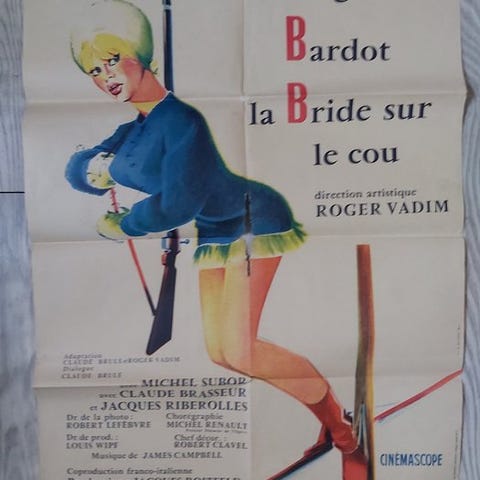 Bardot
la Bride sur
le cou
direction artistique
ROGER VADIM
Adaptation
CLAUDE BRULE et ROGER VADIM
Dialogue
CLAUDE BRULE
MICHEL SUBOR
avec CLAUDE BRASSEUR
et JACQUES RIBEROLLES
Dr de la photo :
ROBERT LEFEBVRE
Chorégraphie
MICHEL RENAULT
Dr de prod. :
LOUIS WIPF
Chef décor. :
ROBERT CLAVEL
Musique de JAMES CAMPBELL
Coproduction franco-italienne
CINÉMASCOPE